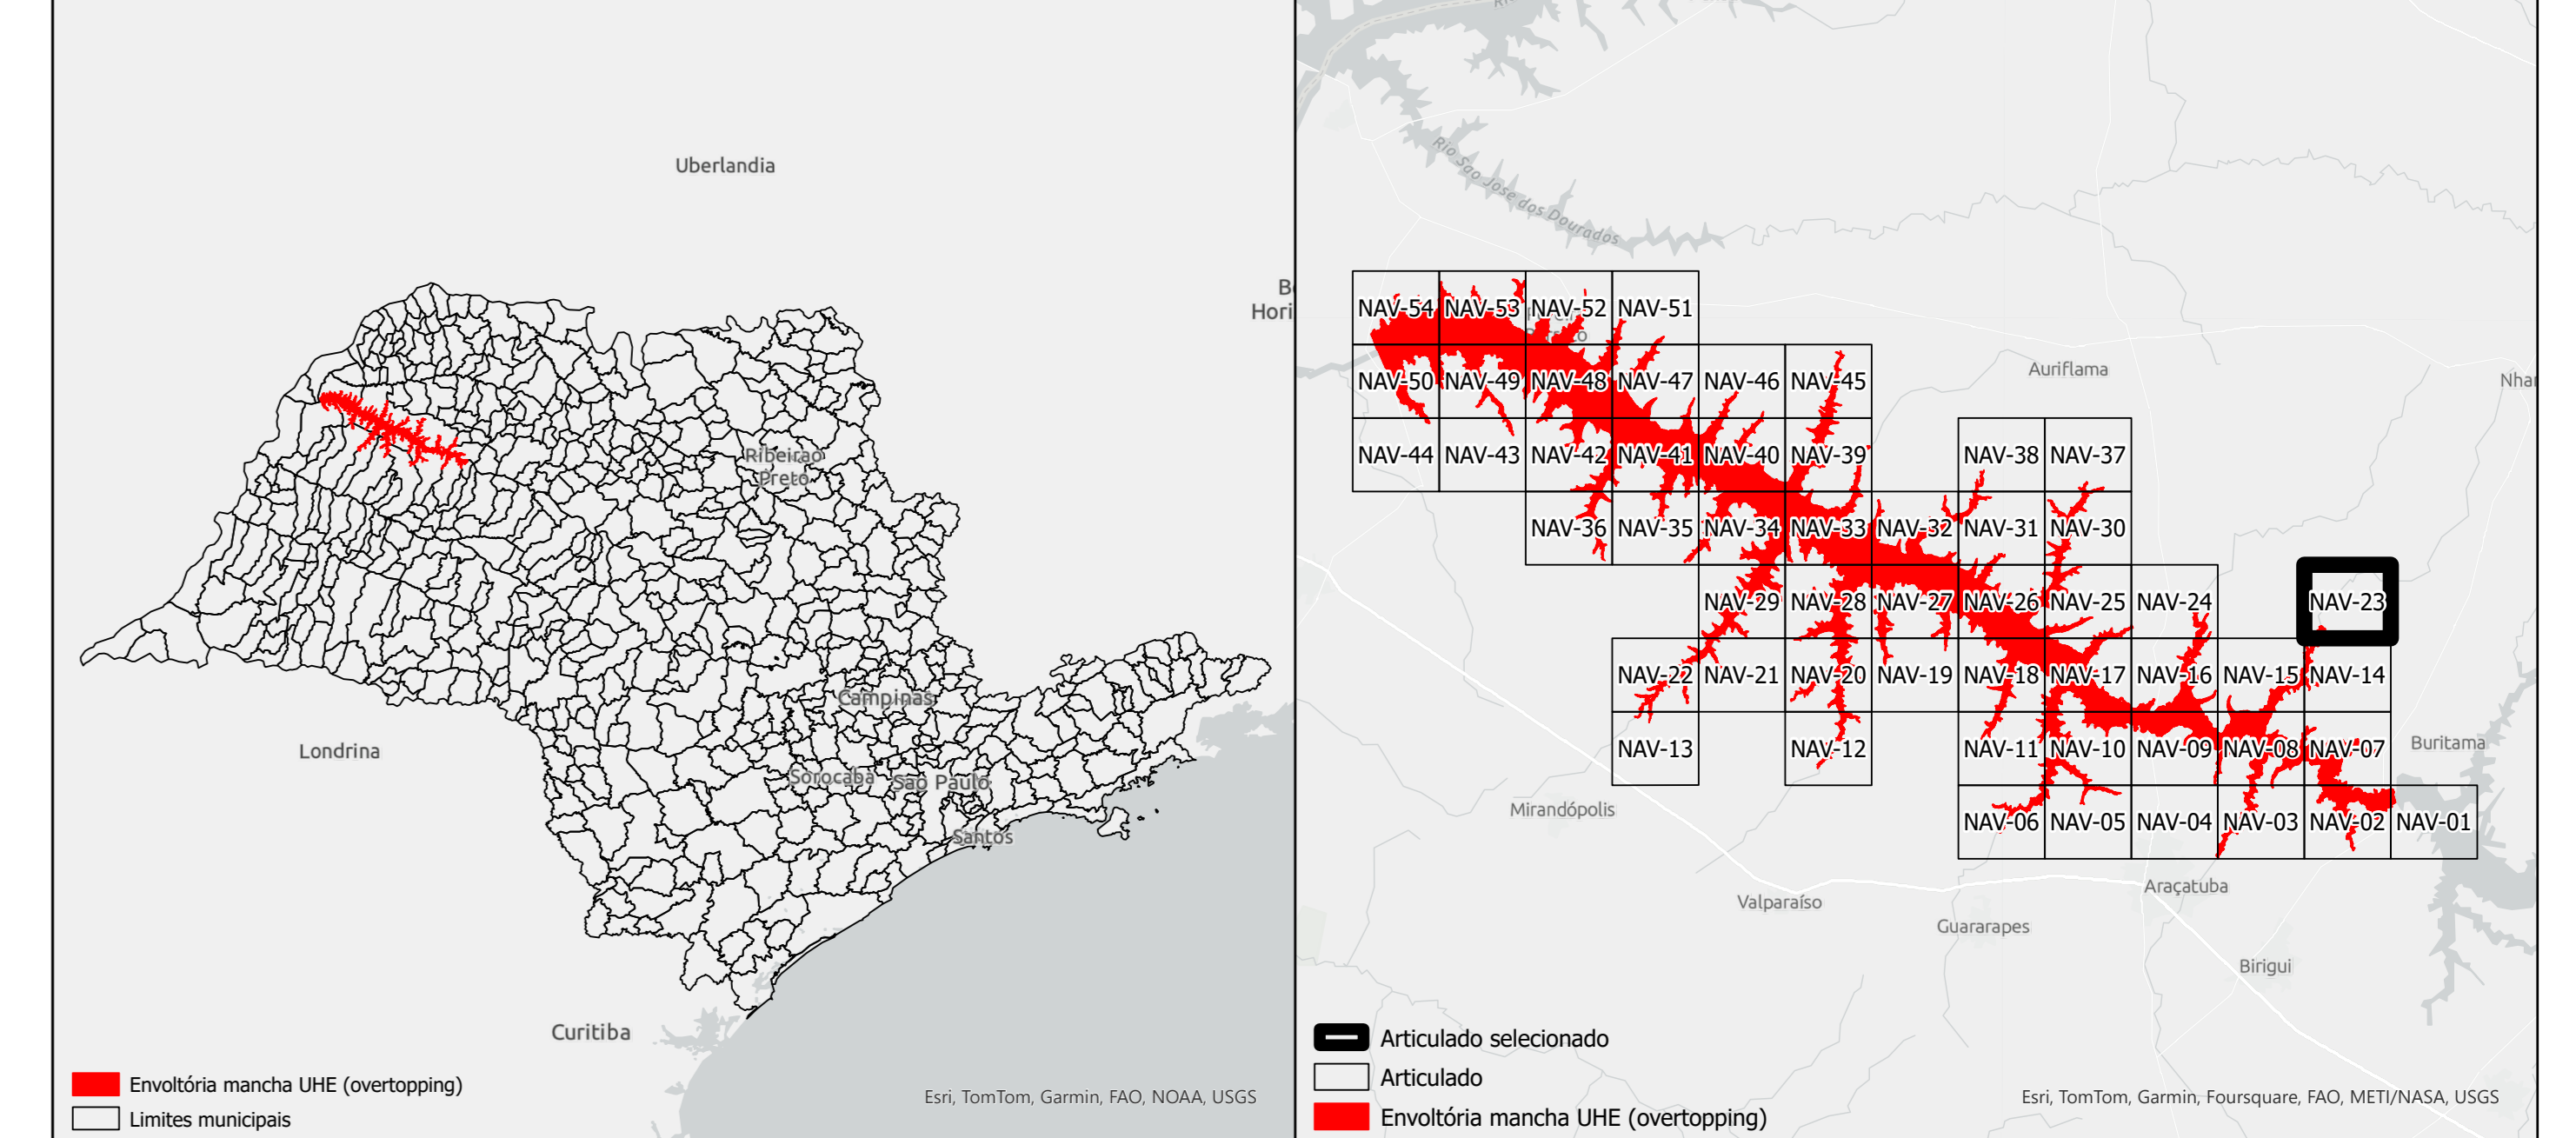 Uberlandia
B
Hori
Ribeirao
Preto
Campinas
Londrina
Sorocaba
Sao Paulo
Santos
Curitiba
Envoltória mancha UHE (overtopping)
Limites municipais
Esri, TomTom, Garmin, FAO, NOAA, USGS
Rio Sao Jose dos Dourados
NAV-54 NAV-53 NAV-52 NAV-51
Auriflama
NAV-50 NAV-49 NAV-48 NAV-47 NAV-46 NAV-45
Nhar
NAV-44 NAV-43 NAV-42 NAV-41 NAV-40 NAV-39 NAV-38 NAV-37
NAV-36 NAV-35 NAV-34 NAV-33 NAV-32 NAV-31 NAV-30
NAV-29 NAV-28 NAV-27 NAV-26 NAV-25 NAV-24 NAV-23
NAV-22 NAV-21 NAV-20 NAV-19 NAV-18 NAV-17 NAV-16 NAV-15 NAV-14
NAV-13 NAV-12 NAV-11 NAV-10 NAV-09 NAV-08 NAV-07
Buritama
Mirandópolis
NAV-06 NAV-05 NAV-04 NAV-03 NAV-02 NAV-01
Araçatuba
Valparaíso
Guararapes
Birigui
Articulado selecionado
Articulado
Envoltória mancha UHE (overtopping)
Esri, TomTom, Garmin, Foursquare, FAO, METI/NASA, USGS